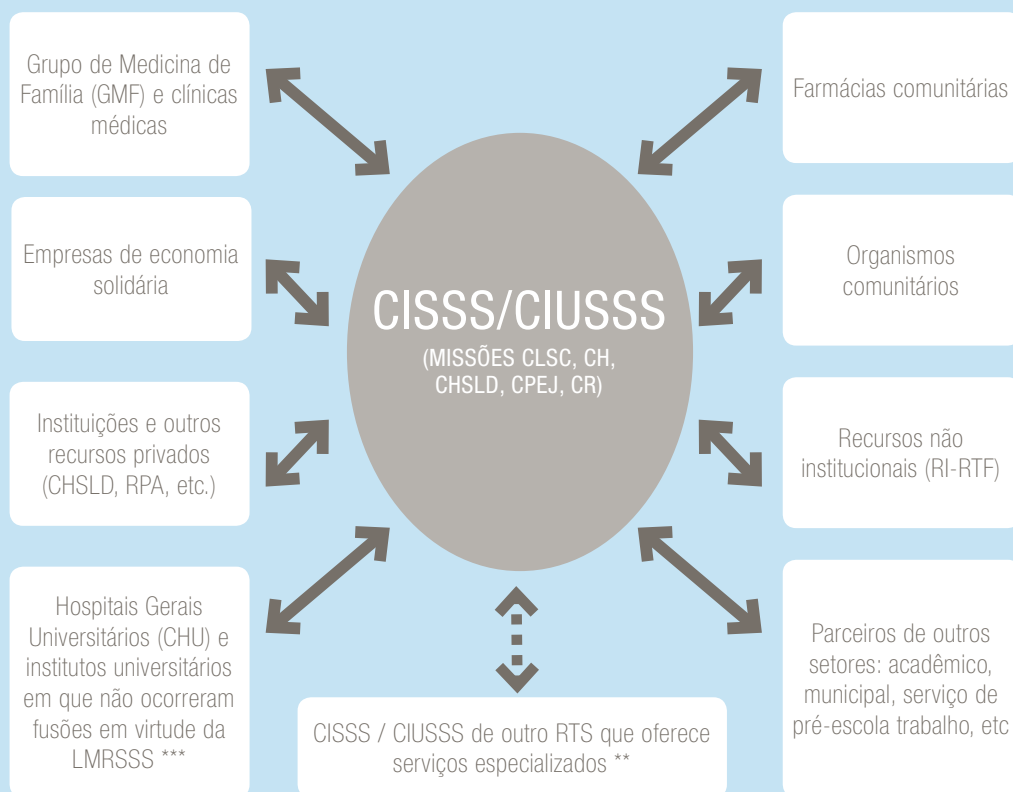 Grupo de Medicina de
Família (GMF) e clínicas
médicas
Farmácias comunitárias
Empresas de economia
solidária
Organismos
comunitários
CISSS/CIUSSS
(MISSÕES CLSC, CH,
CHSLD, CPEJ, CR)
Instituições e outros
recursos privados
(CHSLD, RPA, etc.)
Recursos não
institucionais (RI-RTF)
Hospitais Gerais
Universitários (CHU) e
institutos universitários
em que não ocorreram
fusões em virtude da
LMRSSS ***
CISSS / CIUSSS de outro RTS que oferece
serviços especializados **
Parceiros de outros
setores: acadêmico,
municipal, serviço de
pré-escola trabalho, etc